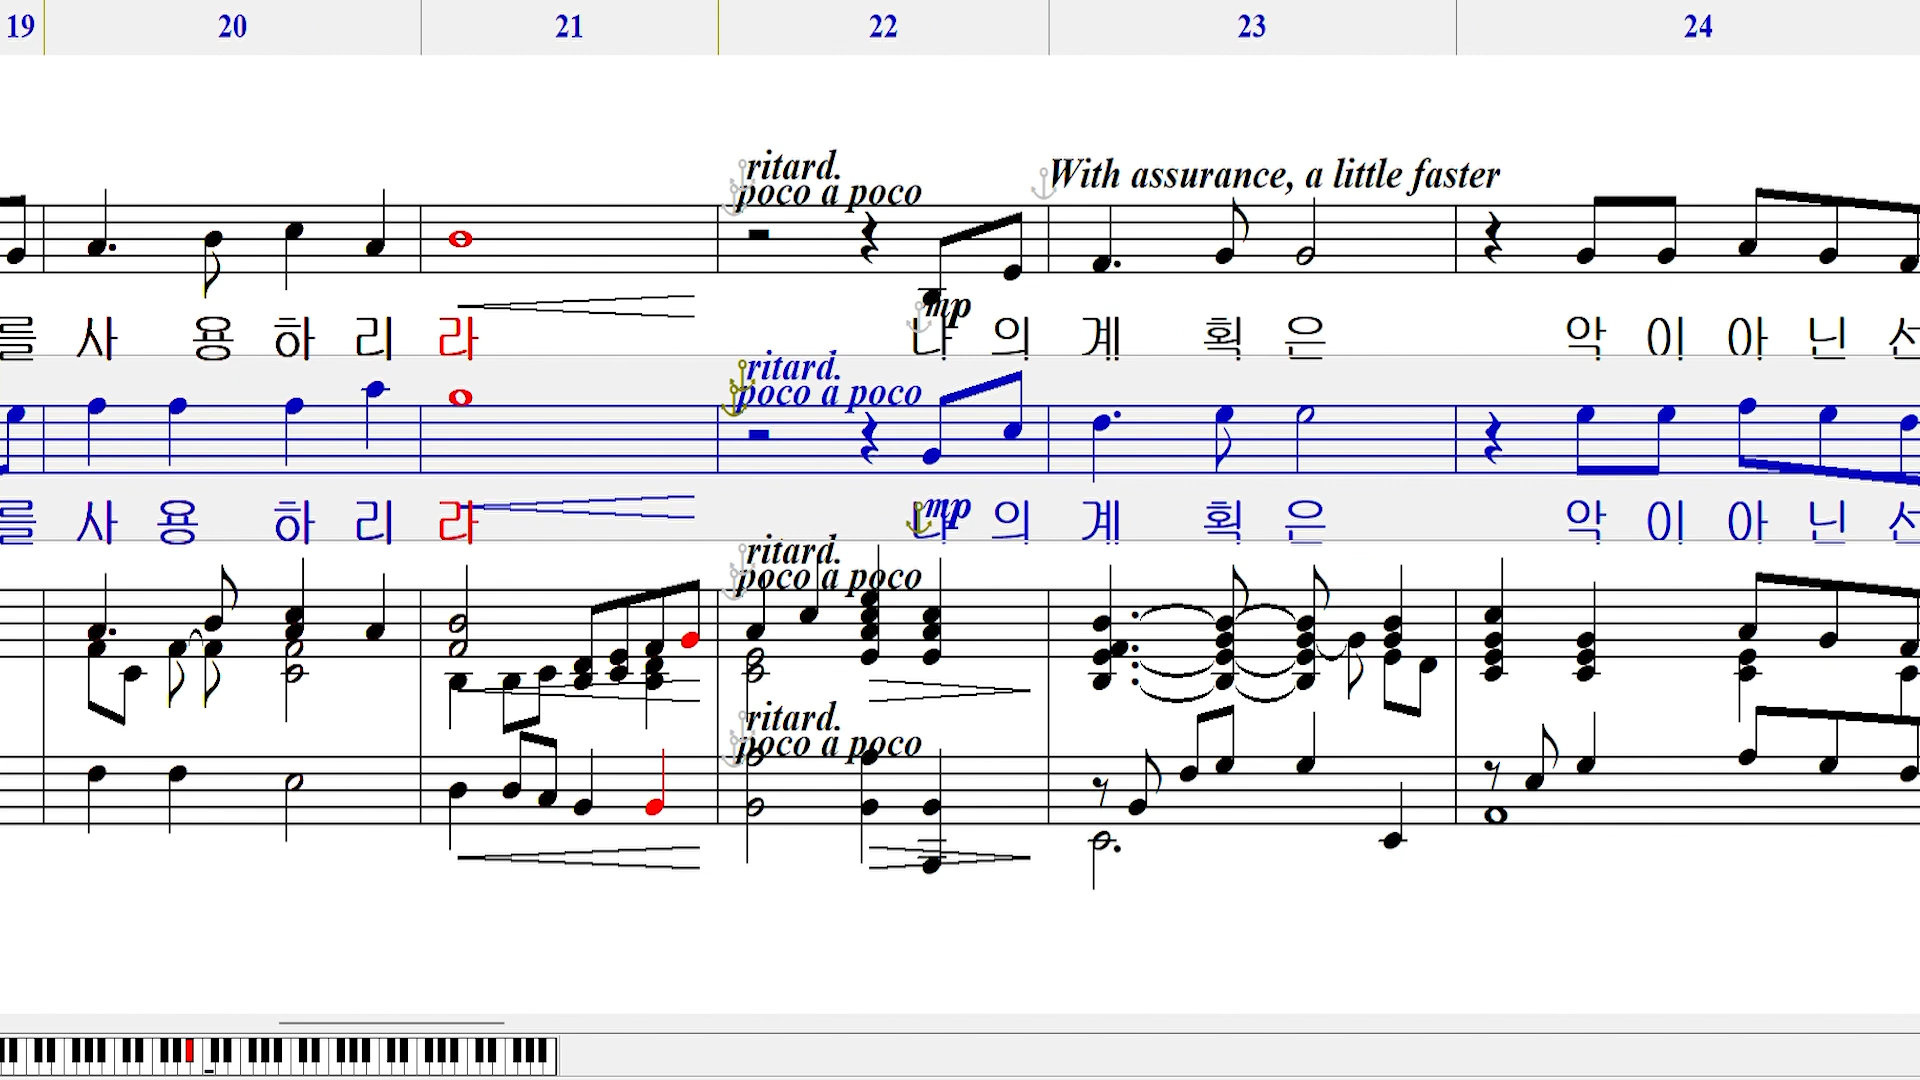 19 20 21 22 23 24
ritard.
poco a poco
With assurance, a little faster
mp
를 사 용 하 리 라 나 의 계 획 은 악 이 아 닌 선
ritard.
poco a poco
mp
를 사 용 하 리 라 나 의 계 획 은 악 이 아 닌 선
ritard.
poco a poco
ritard.
poco a poco